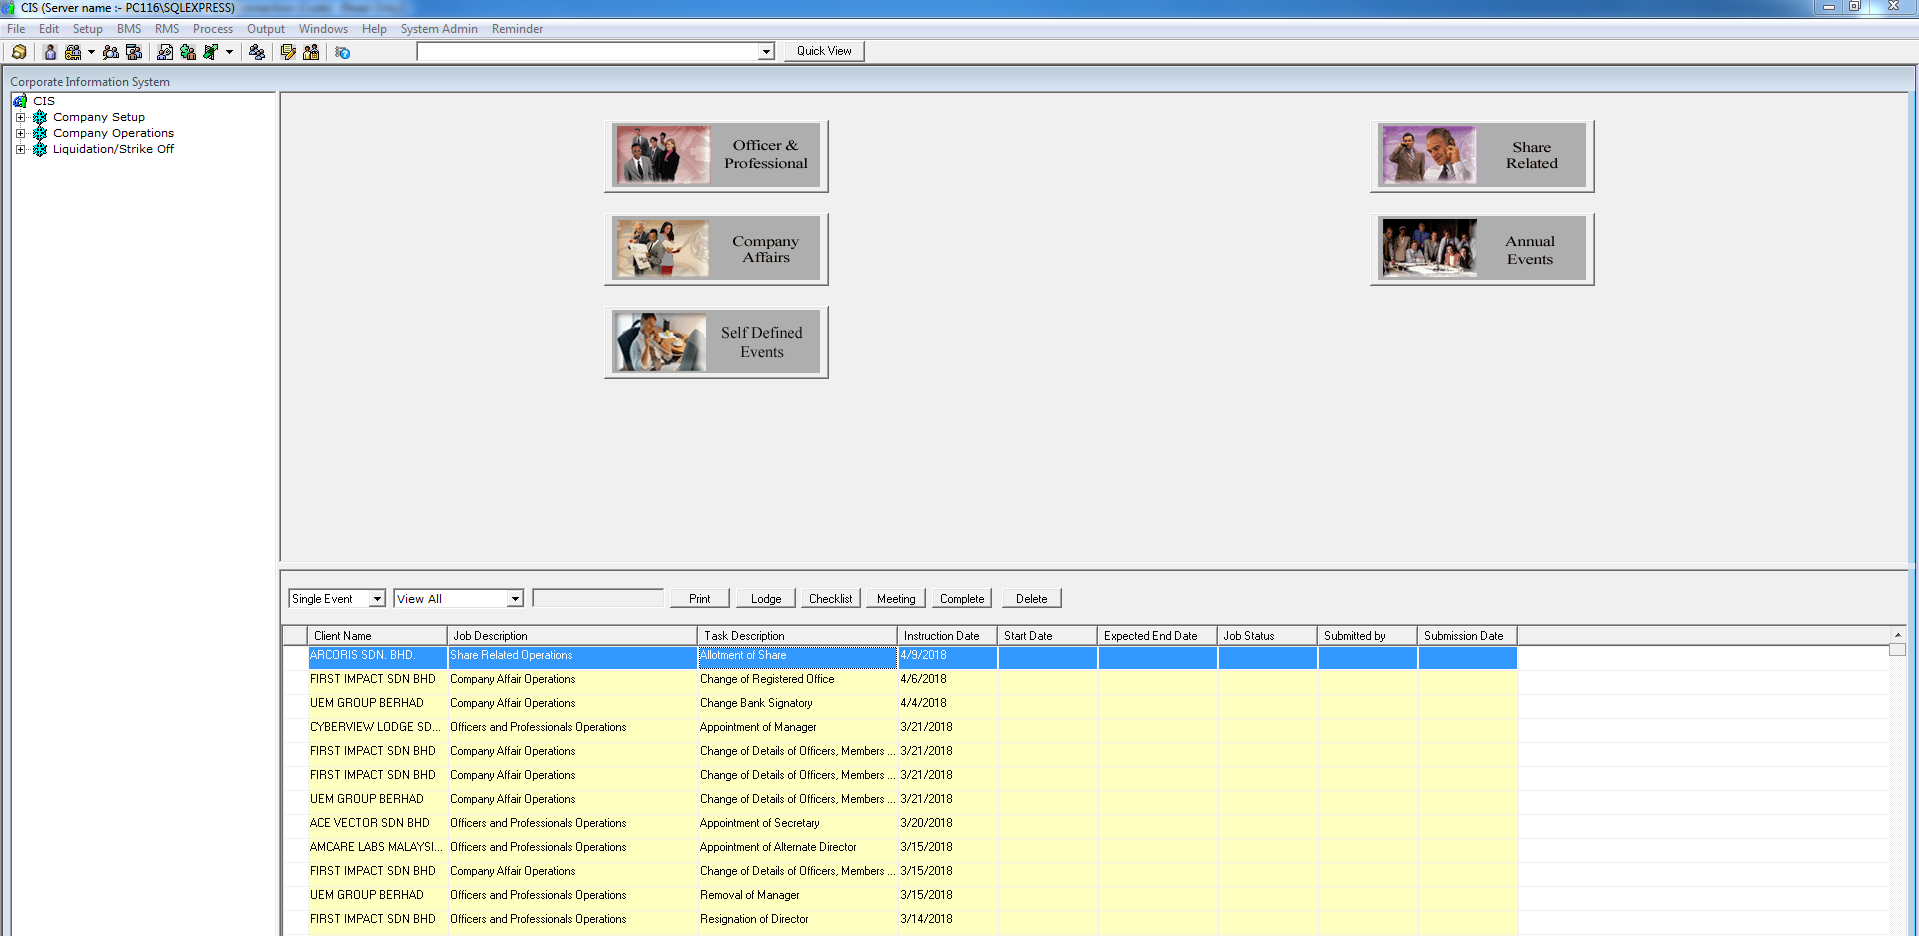 CIS (Server name :- PC116\SQLEXPRESS)
File Edit Setup BMS RMS Process Output Windows Help System Admin Reminder
Quick View
Corporate Information System
CIS
Company Setup
Company Operations
Liquidation/Strike Off
Officer &
Professional
Share
Related
Company
Affairs
Annual
Events
Self Defined
Events
Single Event View All Print Lodge Checklist Meeting Complete Delete
Client Name Job Description Task Description Instruction Date Start Date Expected End Date Job Status Submitted by Submission Date
ARCORIS SDN. BHD. Share Related Operations Allotment of Share 4/9/2018
FIRST IMPACT SDN BHD Company Affair Operations Change of Registered Office 4/6/2018
UEM GROUP BERHAD Company Affair Operations Change Bank Signatory 4/4/2018
CYBERVIEW LODGE SD... Officers and Professionals Operations Appointment of Manager 3/21/2018
FIRST IMPACT SDN BHD Company Affair Operations Change of Details of Officers, Members ... 3/21/2018
FIRST IMPACT SDN BHD Company Affair Operations Change of Details of Officers, Members ... 3/21/2018
UEM GROUP BERHAD Company Affair Operations Change of Details of Officers, Members ... 3/21/2018
ACE VECTOR SDN BHD Officers and Professionals Operations Appointment of Secretary 3/20/2018
AMCARE LABS MALAYSI... Officers and Professionals Operations Appointment of Alternate Director 3/15/2018
FIRST IMPACT SDN BHD Company Affair Operations Change of Details of Officers, Members ... 3/15/2018
UEM GROUP BERHAD Officers and Professionals Operations Removal of Manager 3/15/2018
FIRST IMPACT SDN BHD Officers and Professionals Operations Resignation of Director 3/14/2018